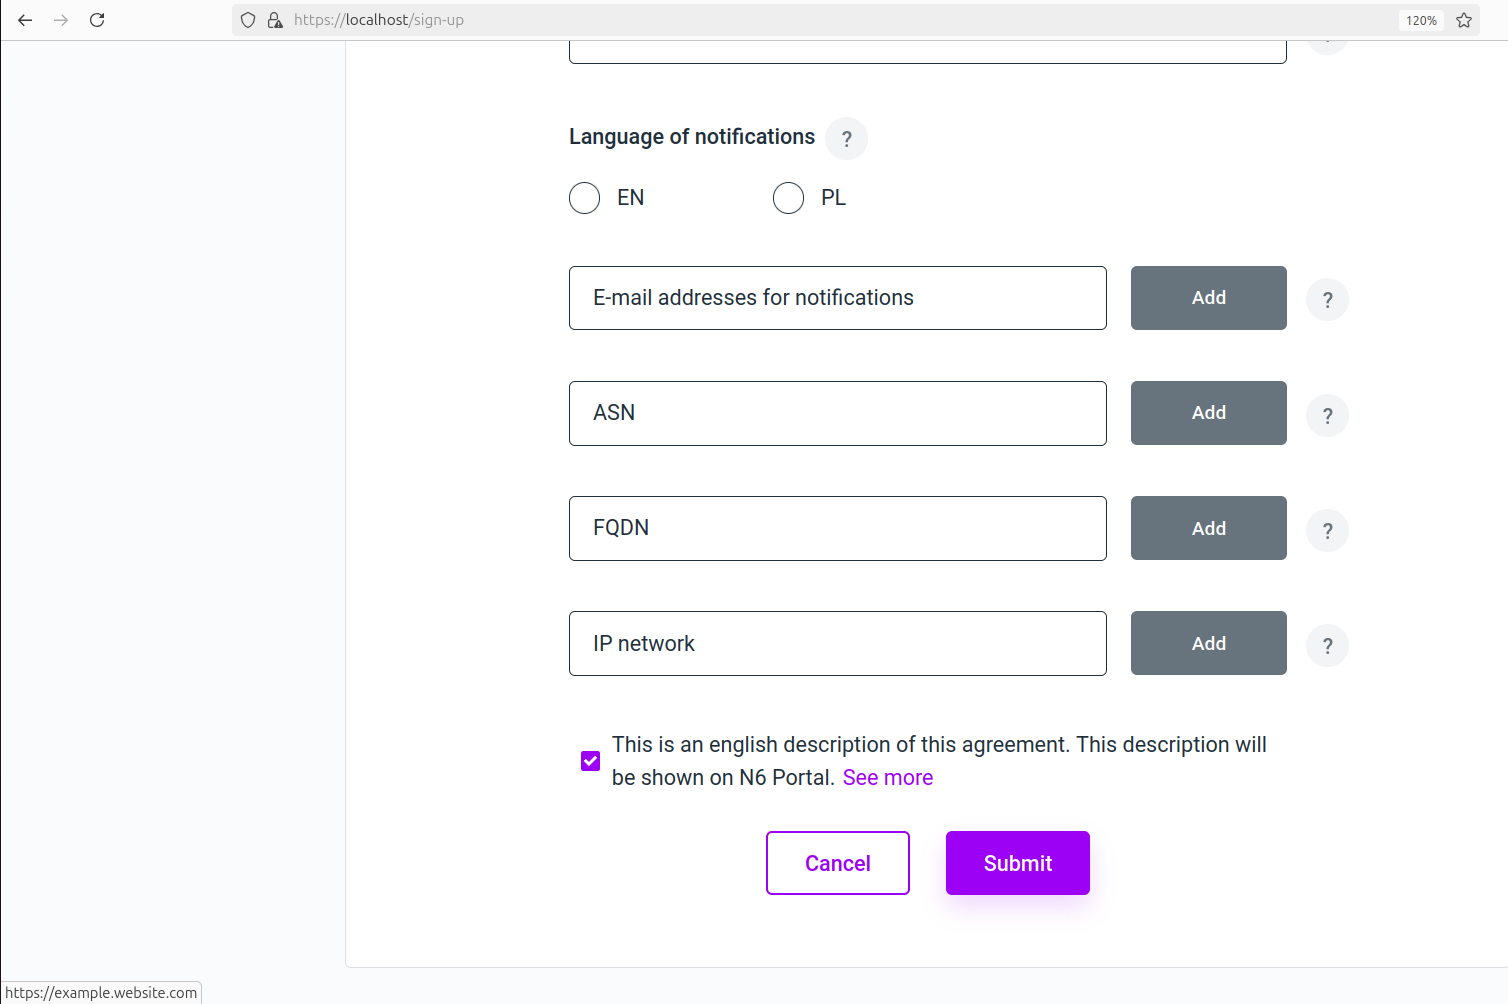 https://localhost/sign-up
120%
Language of notifications ?
EN PL
E-mail addresses for notifications Add ?
ASN Add ?
FQDN Add ?
IP network Add ?
This is an english description of this agreement. This description will
be shown on N6 Portal. See more
Cancel Submit
https://example.website.com